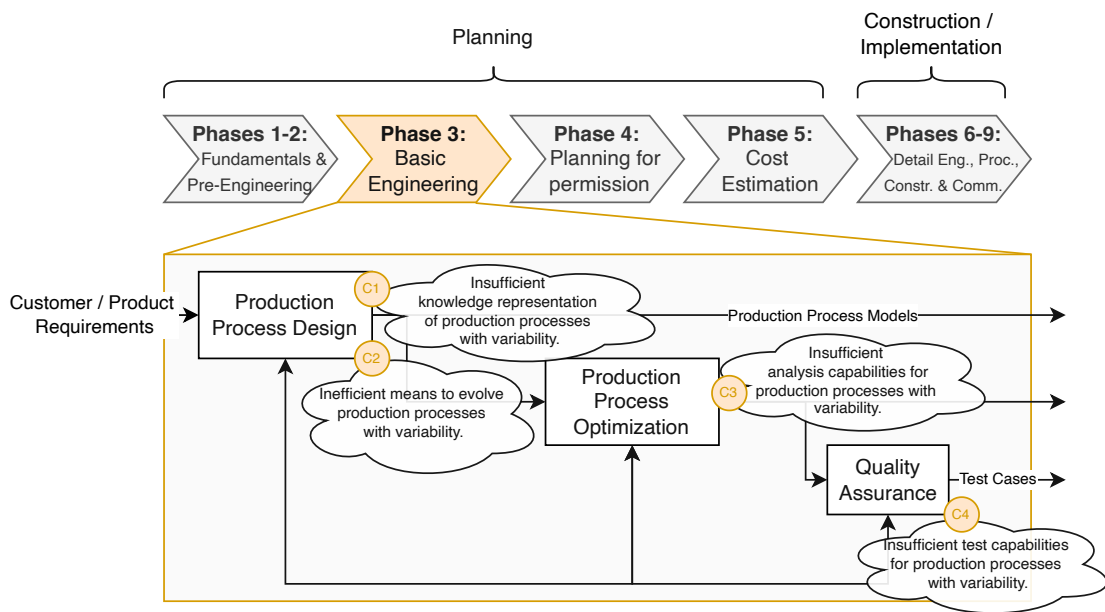 Planning
Construction /
Implementation
Phases 1-2:
Fundamentals &
Pre-Engineering
Phase 3:
Basic
Engineering
Phase 4:
Planning for
permission
Phase 5:
Cost
Estimation
Phases 6-9:
Detail Eng., Proc.,
Constr. & Comm.
Customer / Product
Requirements
Production
Process Design
C1
Insufficient
knowledge representation
of production processes
with variability.
Production Process Models
C2
Inefficient means to evolve
production processes
with variability.
Production
Process
Optimization
C3
Insufficient
analysis capabilities for
production processes with
variability.
Quality
Assurance
Test Cases
C4
Insufficient test capabilities
for production processes
with variability.